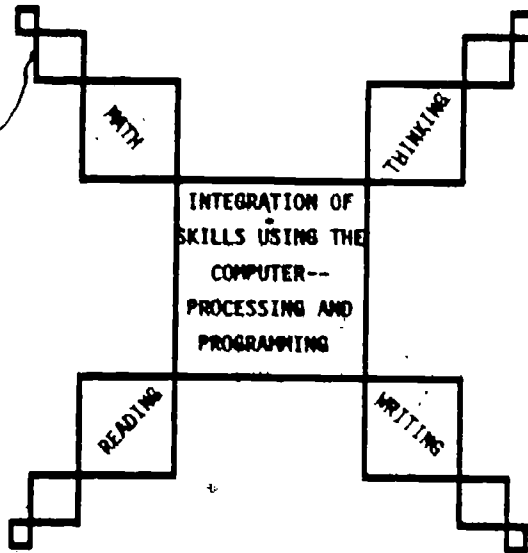 MATH
THINKING
INTEGRATION OF
SKILLS USING THE
COMPUTER--
PROCESSING AND
PROGRAMMING
READING
WRITING